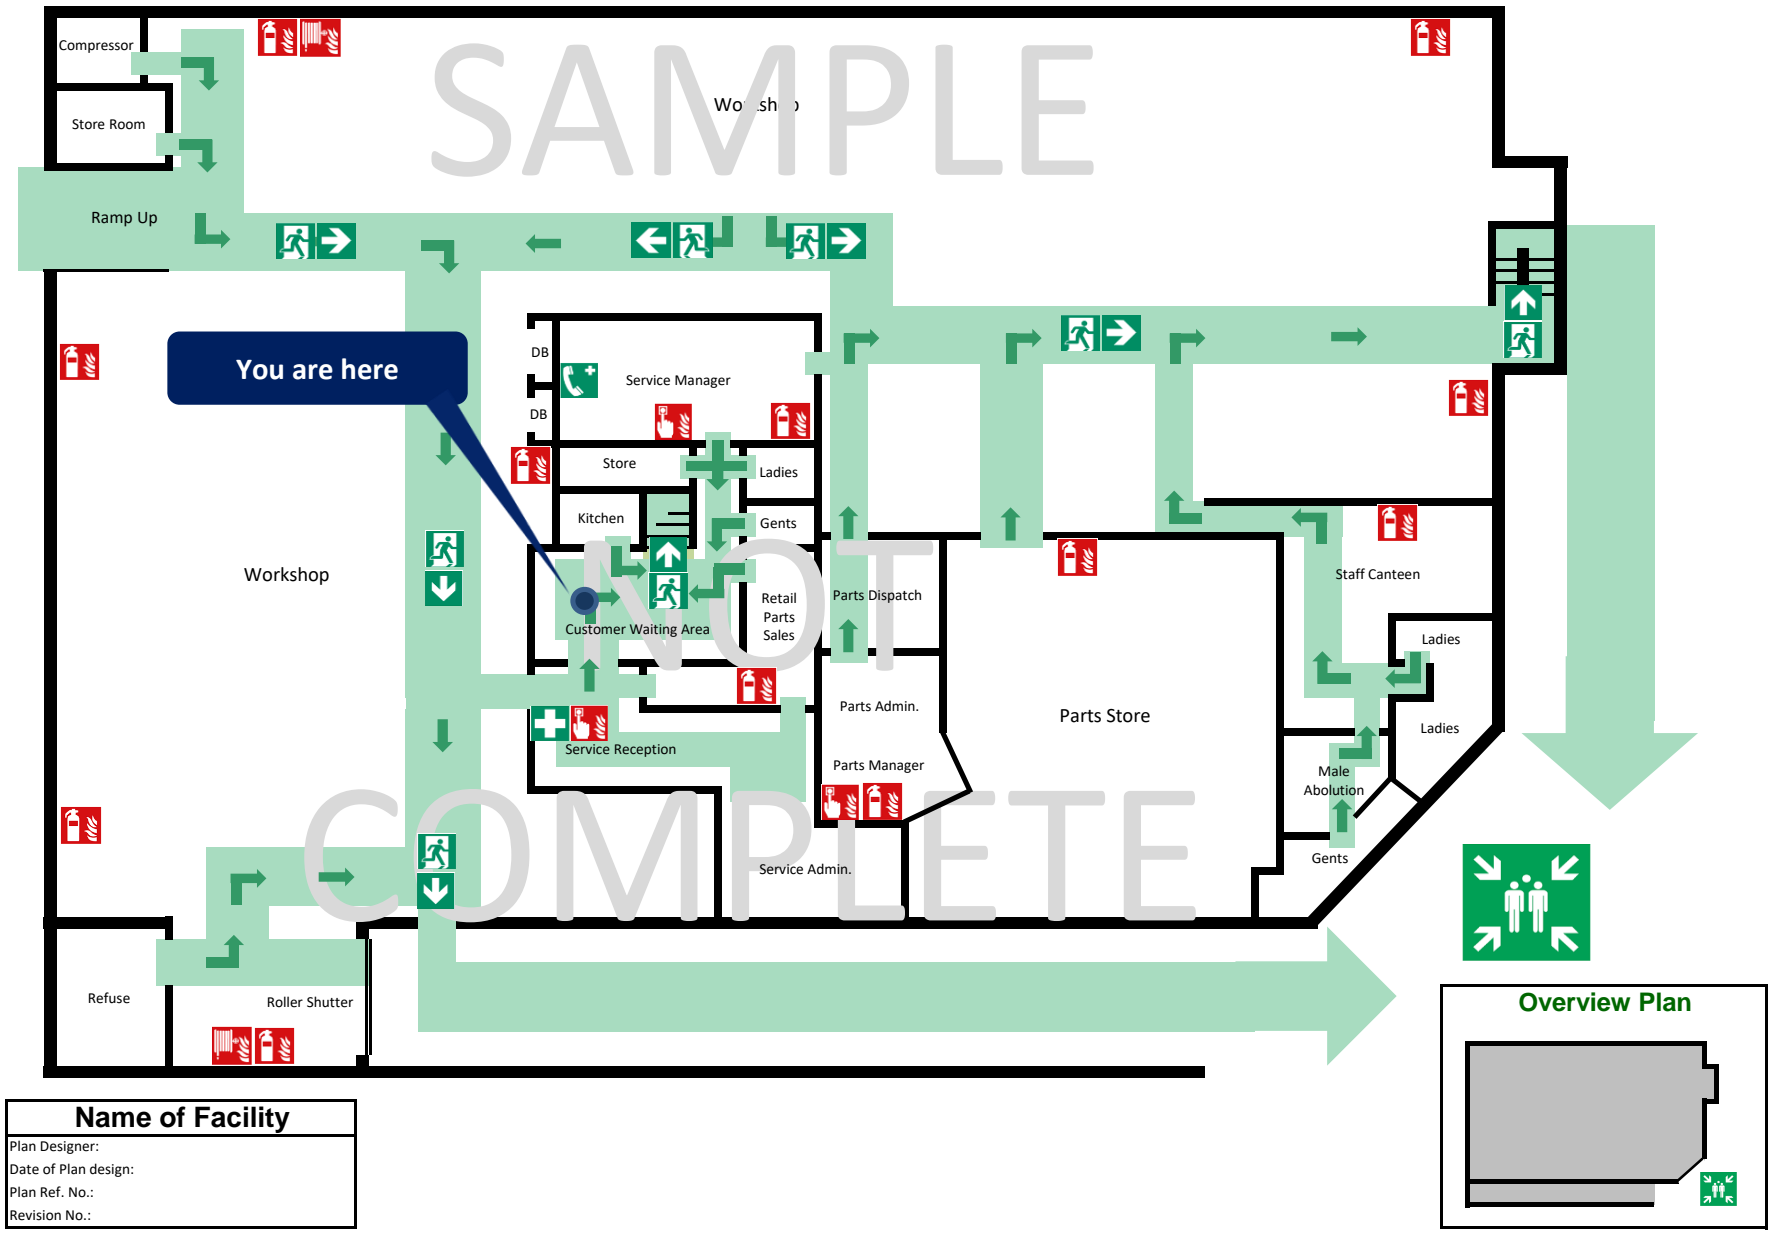 SAMPLE
NOT
COMPLETE
Compressor
Workshop
Store Room
Ramp Up
You are here
DB
Service Manager
DB
Store
Ladies
Kitchen
Gents
Workshop
Staff Canteen
Retail
Parts
Sales
Parts Dispatch
Customer Waiting Area
Ladies
Parts Admin.
Parts Store
Ladies
Service Reception
Parts Manager
Male
Abolution
Service Admin.
Gents
Refuse
Roller Shutter
Overview Plan
Name of Facility
Plan Designer:
Date of Plan design:
Plan Ref. No.:
Revision No.: